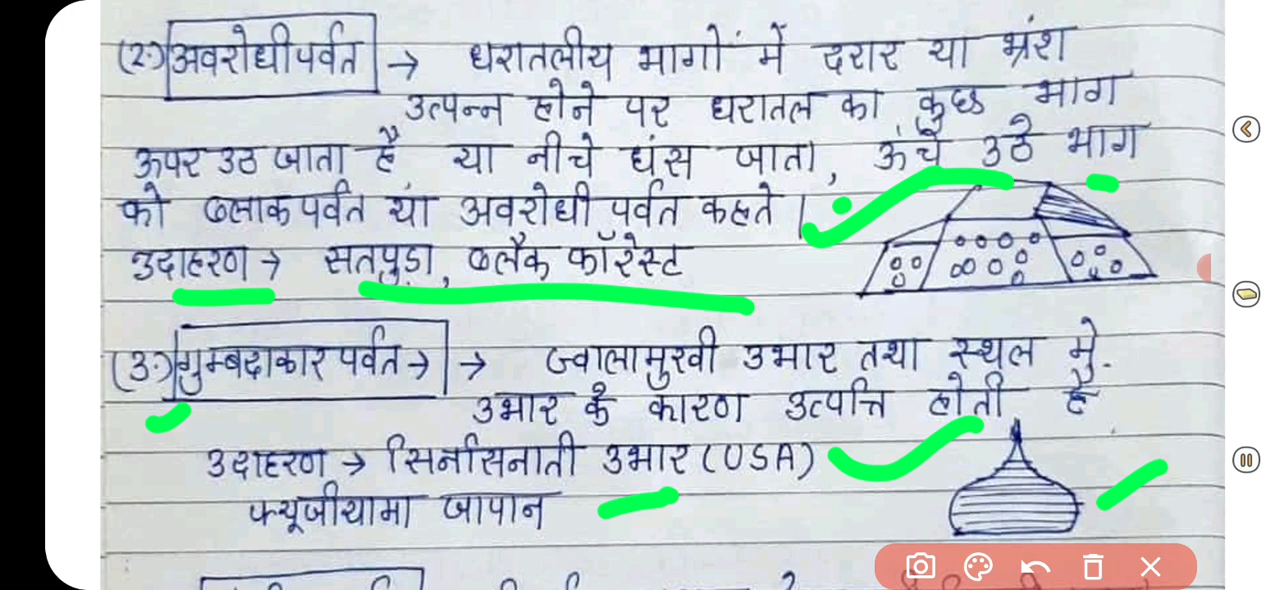 (2.) अवरोधी पर्वत → धरातलीय भागों में दरार या भ्रंश
उत्पन्न होने पर धरातल का कुछ भाग
ऊपर उठ जाता है या नीचे धंस जाता, ऊंचे उठे भाग
को ब्लाक पर्वत या अवरोधी पर्वत कहते।
उदाहरण → सतपुड़ा, ब्लैक फॉरेस्ट
(3.) गुम्बदाकार पर्वत → → ज्वालामुखी उभार तथा स्थल मे.
उभार के कारण उत्पत्ति होती है
उदाहरण → सिनसिनाती उभार (USA)
फ्यूजीयामा जापान